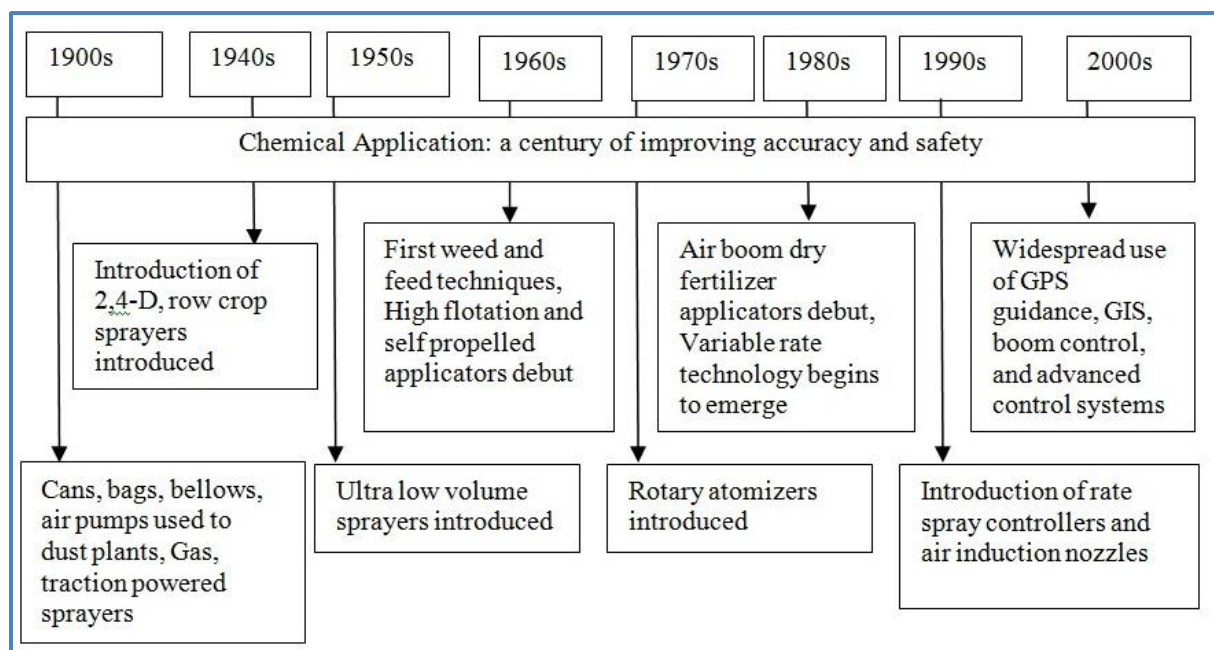 1900s
1940s
1950s
1960s
1970s
1980s
1990s
2000s
Chemical Application: a century of improving accuracy and safety
Introduction of
2,4-D, row crop
sprayers
introduced
First weed and
feed techniques,
High flotation and
self propelled
applicators debut
Air boom dry
fertilizer
applicators debut,
Variable rate
technology begins
to emerge
Widespread use
of GPS
guidance, GIS,
boom control,
and advanced
control systems
Cans, bags, bellows,
air pumps used to
dust plants, Gas,
traction powered
sprayers
Ultra low volume
sprayers introduced
Rotary atomizers
introduced
Introduction of rate
spray controllers and
air induction nozzles